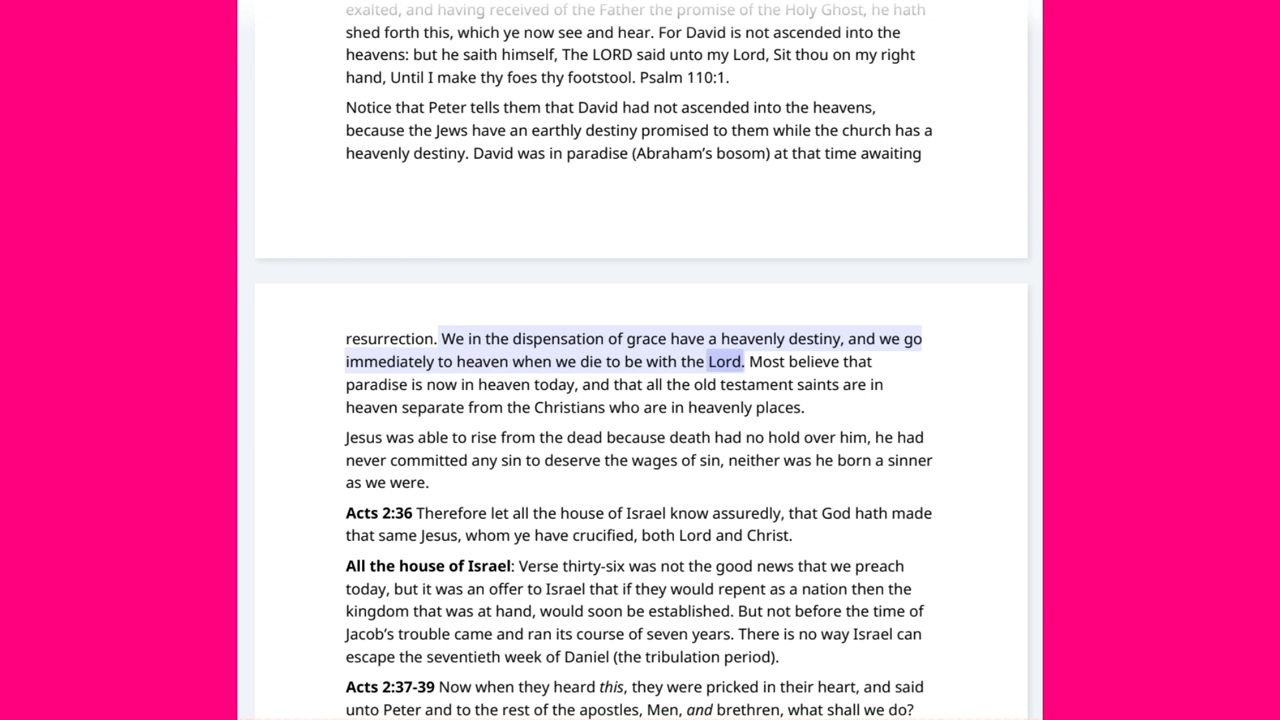 exalted, and having received of the Father the promise of the Holy Ghost, he hath
shed forth this, which ye now see and hear. For David is not ascended into the
heavens: but he saith himself, The LORD said unto my Lord, Sit thou on my right
hand, Until I make thy foes thy footstool. Psalm 110:1.
Notice that Peter tells them that David had not ascended into the heavens,
because the Jews have an earthly destiny promised to them while the church has a
heavenly destiny. David was in paradise (Abraham’s bosom) at that time awaiting
resurrection. We in the dispensation of grace have a heavenly destiny, and we go
immediately to heaven when we die to be with the Lord. Most believe that
paradise is now in heaven today, and that all the old testament saints are in
heaven separate from the Christians who are in heavenly places.
Jesus was able to rise from the dead because death had no hold over him, he had
never committed any sin to deserve the wages of sin, neither was he born a sinner
as we were.
Acts 2:36 Therefore let all the house of Israel know assuredly, that God hath made
that same Jesus, whom ye have crucified, both Lord and Christ.
All the house of Israel: Verse thirty-six was not the good news that we preach
today, but it was an offer to Israel that if they would repent as a nation then the
kingdom that was at hand, would soon be established. But not before the time of
Jacob’s trouble came and ran its course of seven years. There is no way Israel can
escape the seventieth week of Daniel (the tribulation period).
Acts 2:37-39 Now when they heard this, they were pricked in their heart, and said
unto Peter and to the rest of the apostles, Men, and brethren, what shall we do?